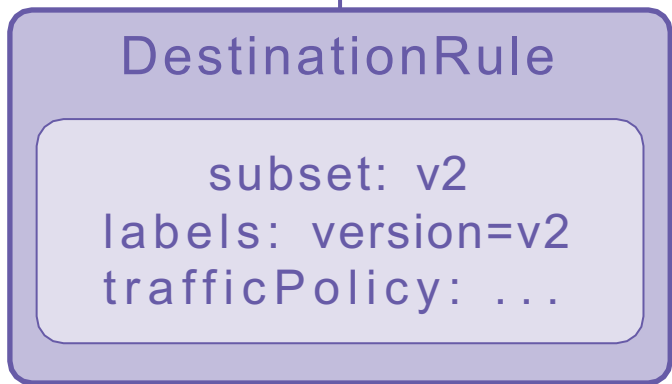 DestinationRule
subset: v2
labels: version=v2
trafficPolicy: ...